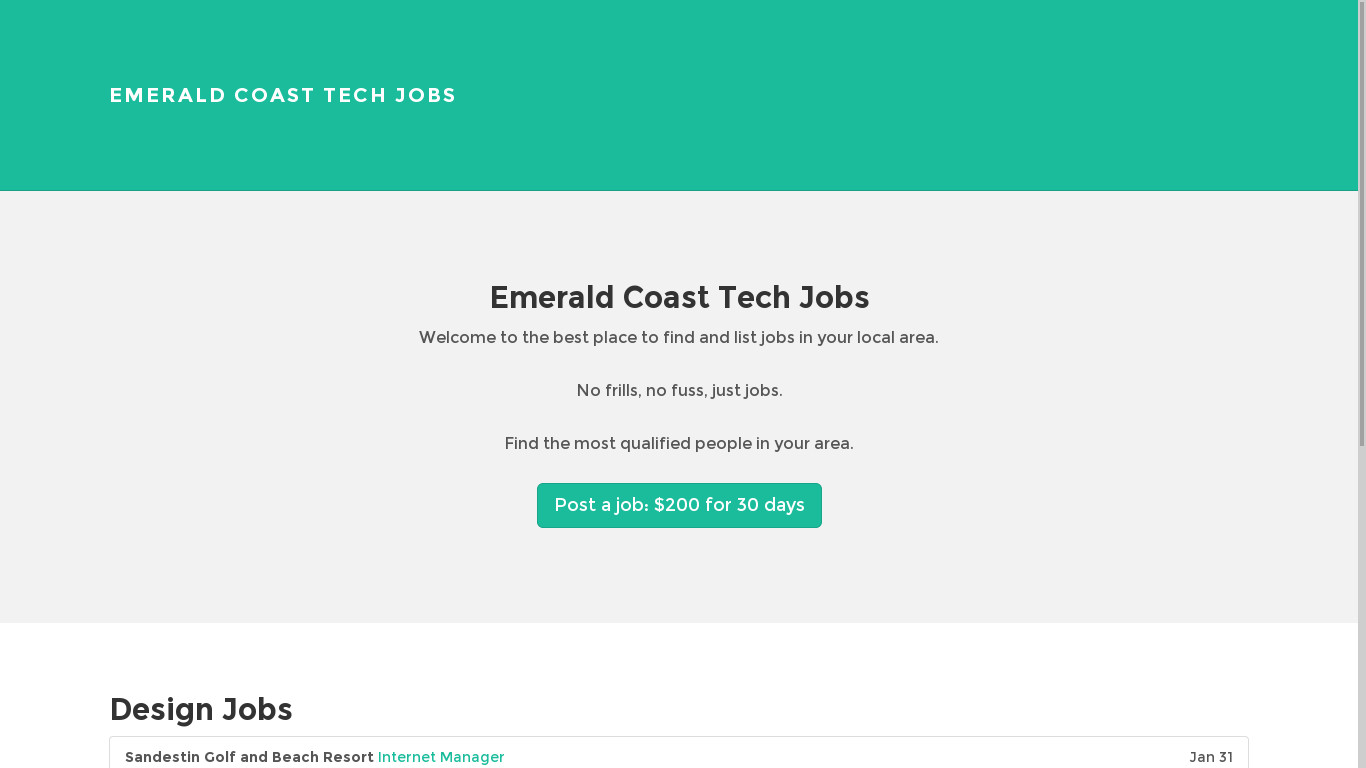 EMERALD COAST TECH JOBS
Emerald Coast Tech Jobs
Welcome to the best place to find and list jobs in your local area.
No frills, no fuss, just jobs.
Find the most qualified people in your area.
Post a job: $200 for 30 days
Design Jobs
Sandestin Golf and Beach Resort Internet Manager Jan 31